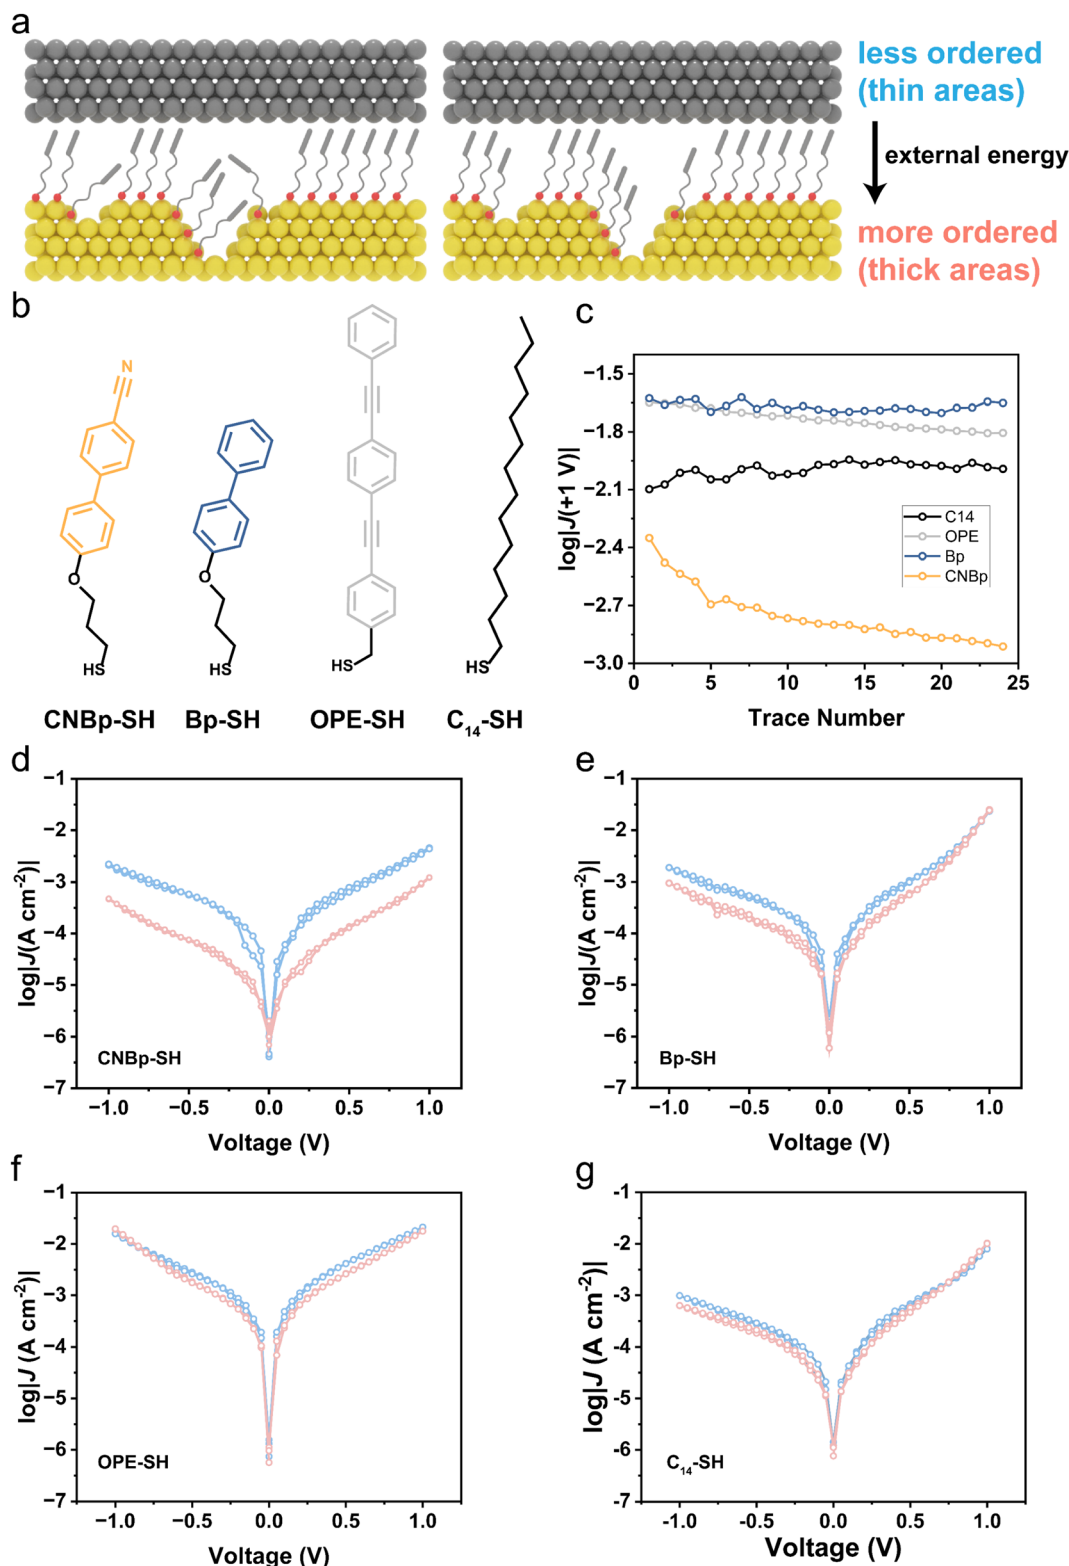 a
less ordered
(thin areas)
external energy
more ordered
(thick areas)
b
N
O
HS
CNBp-SH
O
HS
Bp-SH
HS
OPE-SH
HS
C₁₄-SH
c
log|J(+1 V)|
−1.5
−1.8
−2.1
−2.4
−2.7
−3.0
C14
OPE
Bp
CNBp
0 5 10 15 20 25
Trace Number
d
log|J(A cm⁻²)|
−1
−2
−3
−4
−5
−6
−7
CNBp-SH
−1.0 −0.5 0.0 0.5 1.0
Voltage (V)
e
log|J(A cm⁻²)|
−1
−2
−3
−4
−5
−6
−7
Bp-SH
−1.0 −0.5 0.0 0.5 1.0
Voltage (V)
f
log|J (A cm⁻²)|
−1
−2
−3
−4
−5
−6
−7
OPE-SH
−1.0 −0.5 0.0 0.5 1.0
Voltage (V)
g
log|J (A cm⁻²)|
-1
-2
-3
-4
-5
-6
-7
C₁₄-SH
-1.0 -0.5 0.0 0.5 1.0
Voltage (V)